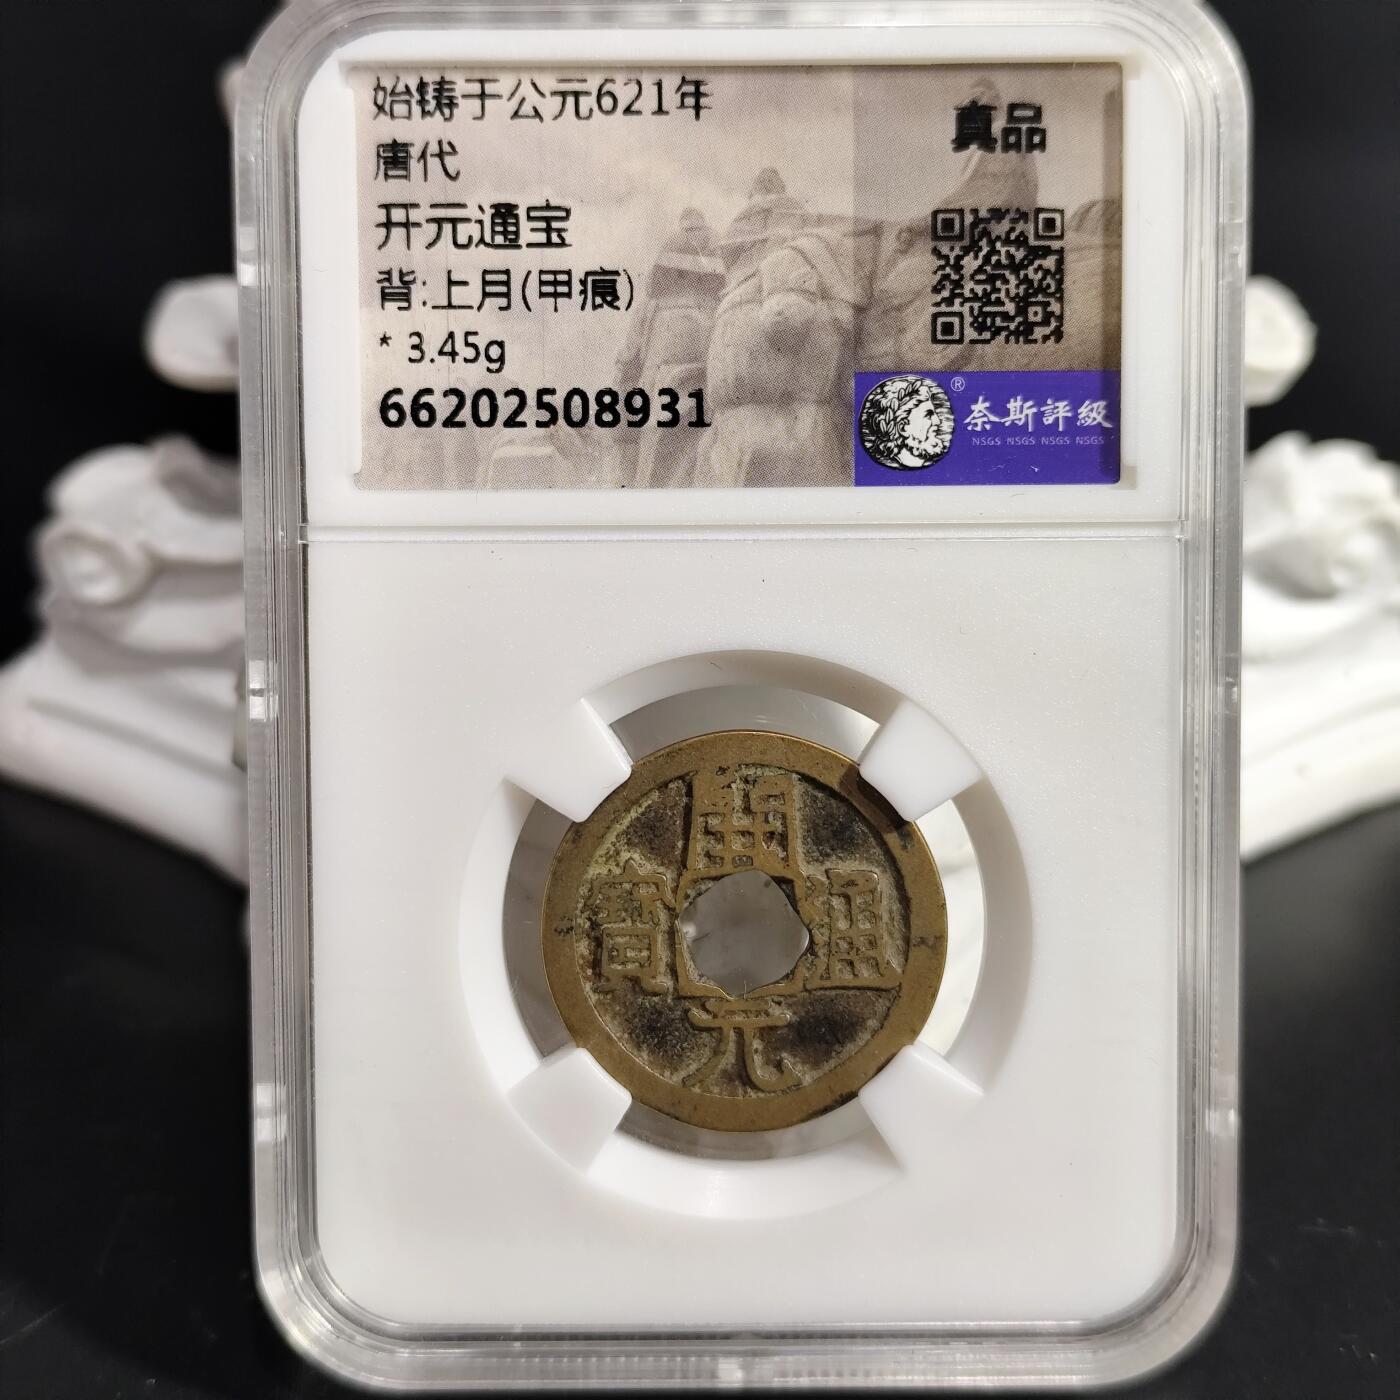 始铸于公元621年
唐代
开元通宝
背:上月(甲痕)
* 3.45g
66202508931
真品
®
奈斯評級
NSGS NSGS NSGS NSGS
開
寶 通
元